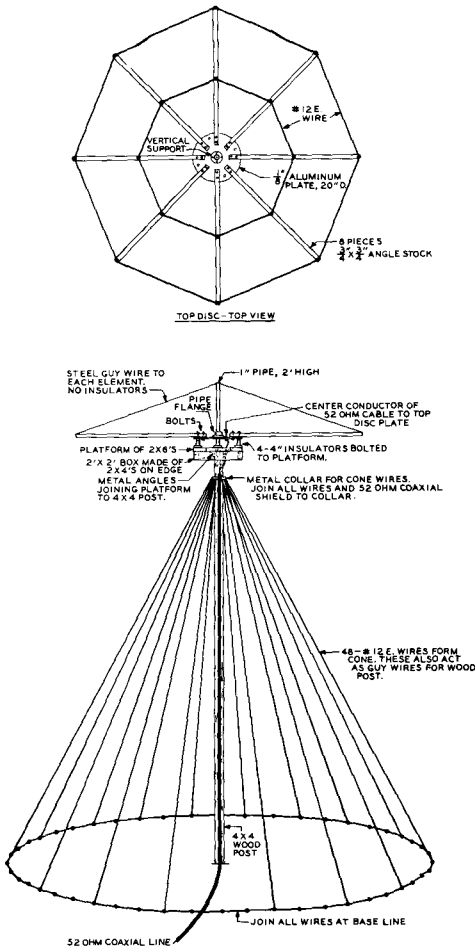 #12 E.
WIRE
VERTICAL
SUPPORT
1/8" ALUMINUM
PLATE, 20" D.
8 PIECES
3/4" X 3/4" ANGLE STOCK
TOP DISC - TOP VIEW
STEEL GUY WIRE TO
EACH ELEMENT.
NO INSULATORS
1" PIPE, 2' HIGH
PIPE
FLANGE
BOLTS
CENTER CONDUCTOR OF
52 OHM CABLE TO TOP
DISC PLATE
PLATFORM OF 2X6'S
2' X 2' BOX MADE OF
2X4'S ON EDGE
METAL ANGLES
JOINING PLATFORM
TO 4X4 POST.
4-4" INSULATORS BOLTED
TO PLATFORM.
METAL COLLAR FOR CONE WIRES.
JOIN ALL WIRES AND 52 OHM COAXIAL
SHIELD TO COLLAR.
48-#12 E. WIRES FORM
CONE. THESE ALSO ACT
AS GUY WIRES FOR WOOD
POST.
4 X 4
WOOD
POST
JOIN ALL WIRES AT BASE LINE
52 OHM COAXIAL LINE